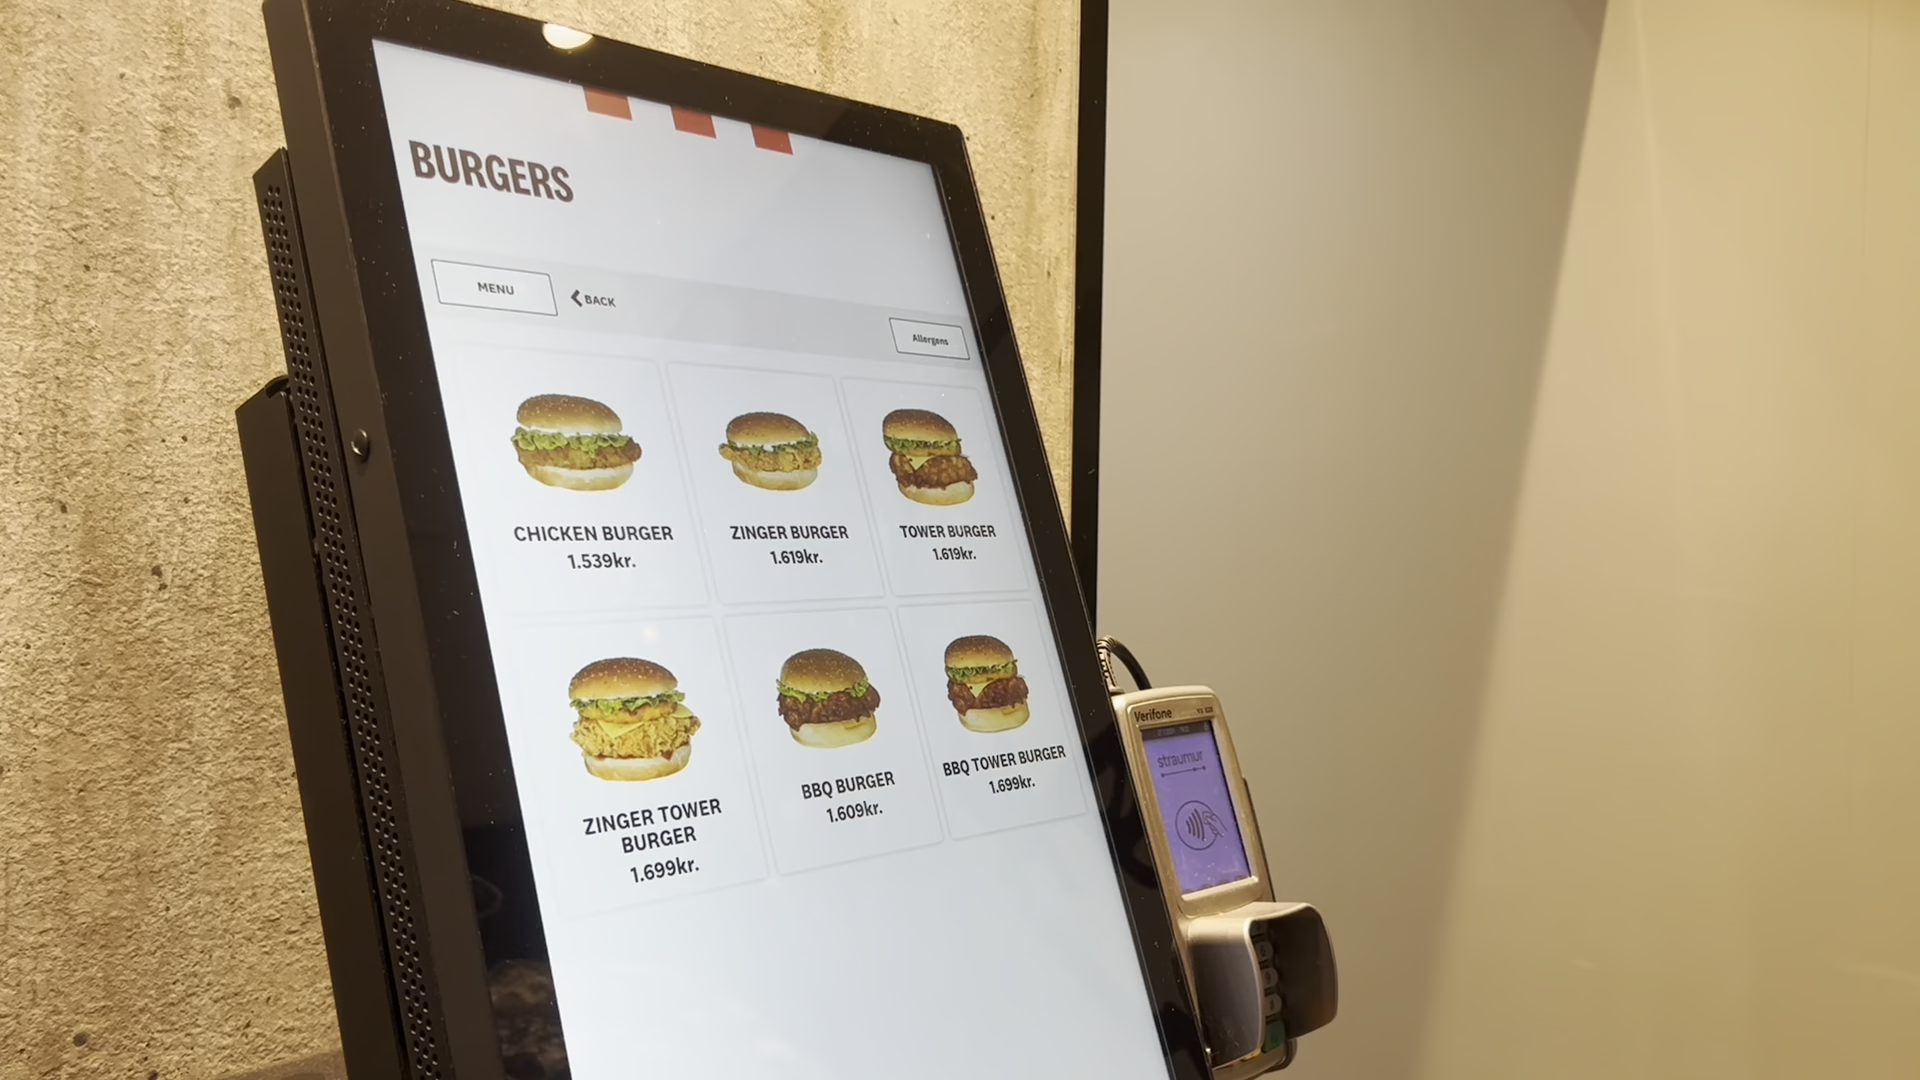 BURGERS
MENU
BACK
Allergens
CHICKEN BURGER
1.539kr.
ZINGER BURGER
1.619kr.
TOWER BURGER
1.619kr.
ZINGER TOWER
BURGER
1.699kr.
BBQ BURGER
1.609kr.
BBQ TOWER BURGER
1.699kr.
Verifone
straumur